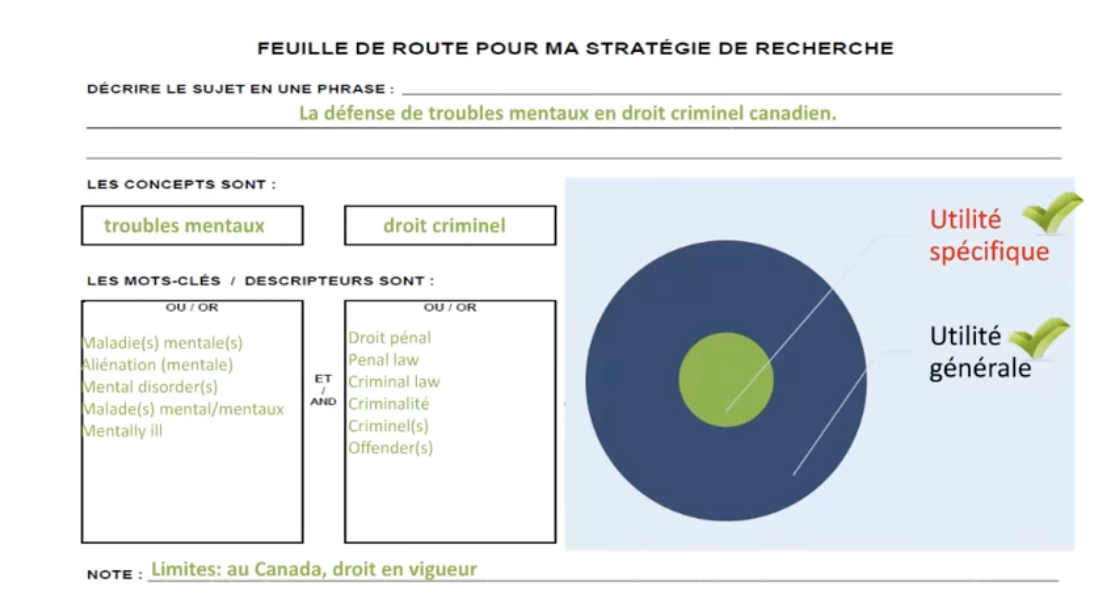 FEUILLE DE ROUTE POUR MA STRATÉGIE DE RECHERCHE
DÉCRIRE LE SUJET EN UNE PHRASE :
La défense de troubles mentaux en droit criminel canadien.
LES CONCEPTS SONT :
troubles mentaux
droit criminel
LES MOTS-CLÉS / DESCRIPTEURS SONT :
OU / OR
Maladie(s) mentale(s)
Aliénation (mentale)
Mental disorder(s)
Malade(s) mental/mentaux
Mentally ill
ET
/
AND
OU / OR
Droit pénal
Penal law
Criminal law
Criminalité
Criminel(s)
Offender(s)
Utilité
spécifique
Utilité
générale
NOTE : Limites: au Canada, droit en vigueur